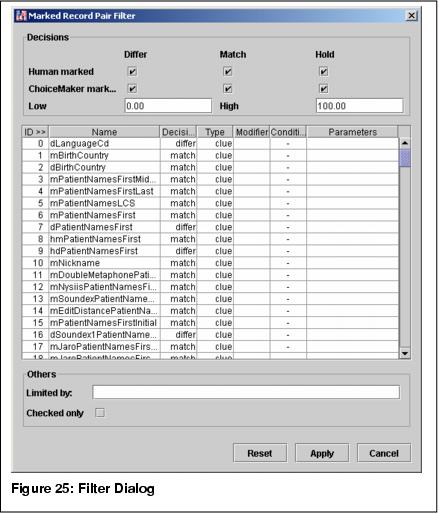 Marked Record Pair Filter
Decisions
Differ Match Hold
Human marked
ChoiceMaker mark...
Low 0.00 High 100.00
ID >> Name Decisi... Type Modifier Conditi... Parameters
0 dLanguageCd differ clue -
1 mBirthCountry match clue -
2 dBirthCountry differ clue -
3 mPatientNamesFirstMid... match clue -
4 mPatientNamesFirstLast match clue -
5 mPatientNamesLCS match clue -
6 mPatientNamesFirst match clue -
7 dPatientNamesFirst differ clue -
8 hmPatientNamesFirst match clue -
9 hdPatientNamesFirst differ clue -
10 mNickname match clue -
11 mDoubleMetaphonePati... match clue -
12 mNysiisPatientNamesFi... match clue -
13 mSoundexPatientName... match clue -
14 mEditDistancePatientNa... match clue -
15 mPatientNamesFirstInitial match clue -
16 dSoundex1PatientName... differ clue -
17 mJaroPatientNamesFirs... match clue -
18 mJaroPatientNamesFirs... match clue
Others
Limited by:
Checked only
Reset Apply Cancel
Figure 25: Filter Dialog